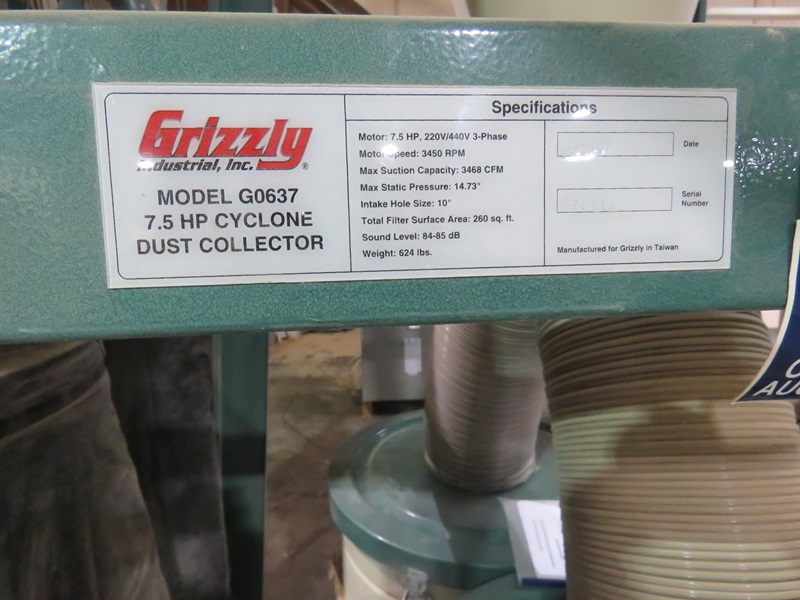 Grizzly
Industrial, Inc.®
MODEL G0637
7.5 HP CYCLONE
DUST COLLECTOR
Specifications
Motor: 7.5 HP, 220V/440V 3-Phase
Motor Speed: 3450 RPM
Max Suction Capacity: 3468 CFM
Max Static Pressure: 14.73"
Intake Hole Size: 10"
Total Filter Surface Area: 260 sq. ft.
Sound Level: 84-85 dB
Weight: 624 lbs.
Date
Serial
Number
Manufactured for Grizzly in Taiwan